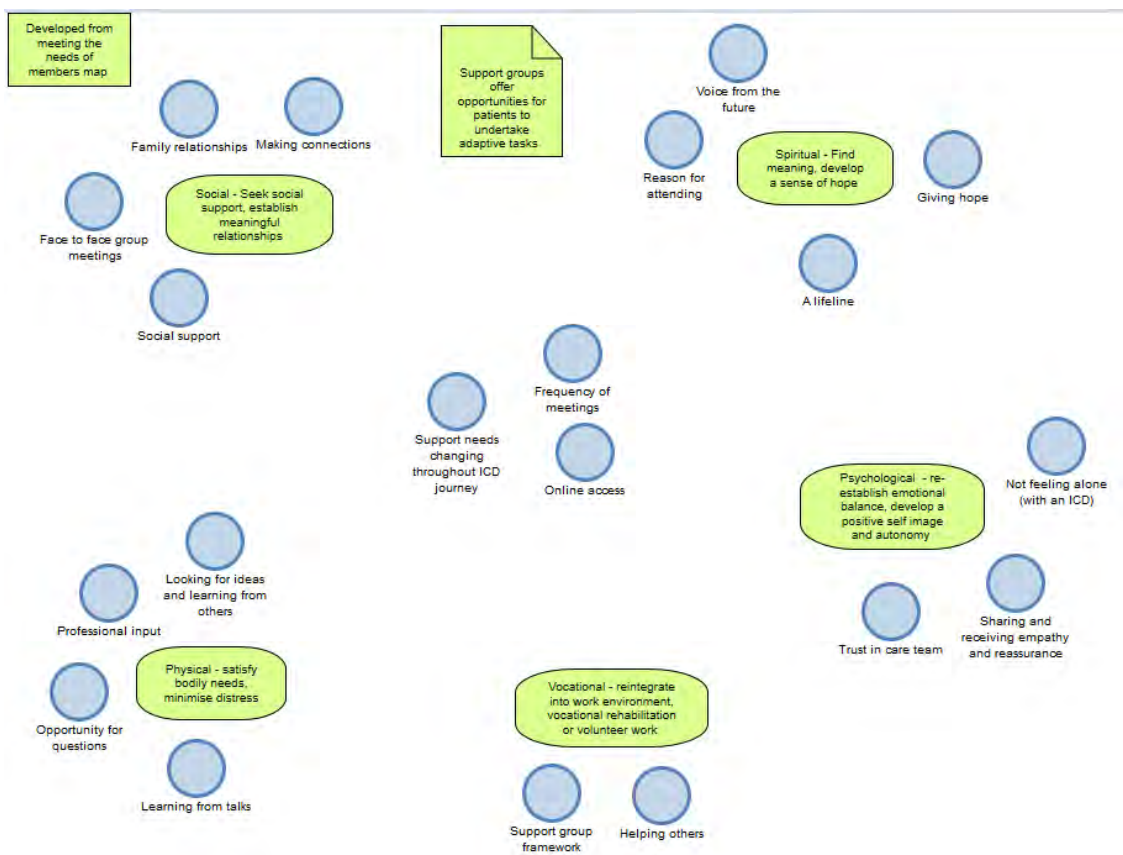 Developed from
meeting the
needs of
members map
Support groups
offer
opportunities for
patients to
undertake
adaptive tasks
Voice from the
future
Family relationships
Making connections
Reason for
attending
Spiritual - Find
meaning, develop
a sense of hope
Giving hope
Social - Seek social
support, establish
meaningful
relationships
Face to face group
meetings
A lifeline
Social support
Frequency of
meetings
Support needs
changing
throughout ICD
journey
Online access
Not feeling alone
(with an ICD)
Psychological - re-
establish emotional
balance, develop a
positive self image
and autonomy
Looking for ideas
and learning from
others
Professional input
Sharing and
receiving empathy
and reassurance
Trust in care team
Physical - satisfy
bodily needs,
minimise distress
Vocational - reintegrate
into work environment,
vocational rehabilitation
or volunteer work
Opportunity for
questions
Learning from talks
Support group
framework
Helping others